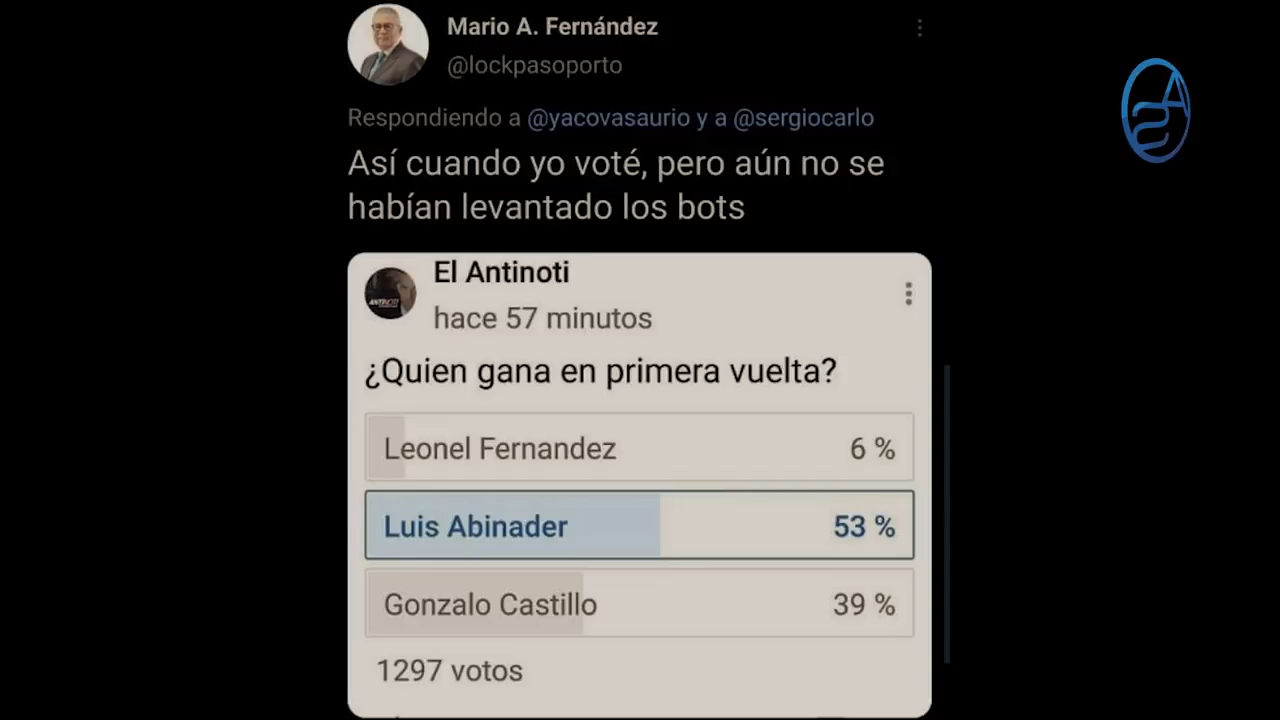 Mario A. Fernández
@lockpasoporto
Respondiendo a @yacovasaurio y a @sergiocarlo
Así cuando yo voté, pero aún no se
habían levantado los bots
El Antinoti
hace 57 minutos
¿Quien gana en primera vuelta?
Leonel Fernandez 6 %
Luis Abinader 53 %
Gonzalo Castillo 39 %
1297 votos